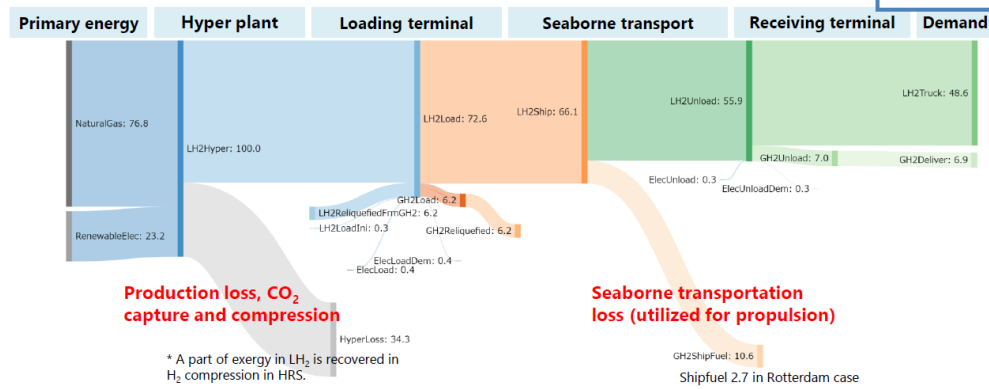 Primary energy
Hyper plant
Loading terminal
Seaborne transport
Receiving terminal
Demand
NaturalGas: 76.8
LH2Hyper: 100.0
LH2Load: 72.6
LH2Ship: 66.1
LH2Unload: 55.9
LH2Truck: 48.6
GH2Unload: 7.0
GH2Deliver: 6.9
ElecUnload: 0.3
ElecUnloadDem: 0.3
GH2Load: 6.2
LH2ReliquefiedFrmGH2: 6.2
LH2LoadIni: 0.3
GH2Reliquefied: 6.2
RenewableElec: 23.2
ElecLoadDem: 0.4
ElecLoad: 0.4
Production loss, CO₂
capture and compression
Seaborne transportation
loss (utilized for propulsion)
HyperLoss: 34.3
* A part of exergy in LH₂ is recovered in
H₂ compression in HRS.
GH2ShipFuel: 10.6
Shipfuel 2.7 in Rotterdam case